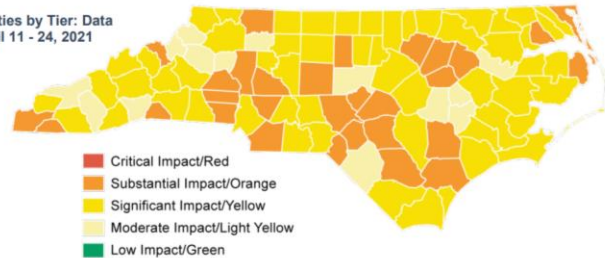 ties by Tier: Data
11 - 24, 2021
Critical Impact/Red
Substantial Impact/Orange
Significant Impact/Yellow
Moderate Impact/Light Yellow
Low Impact/Green